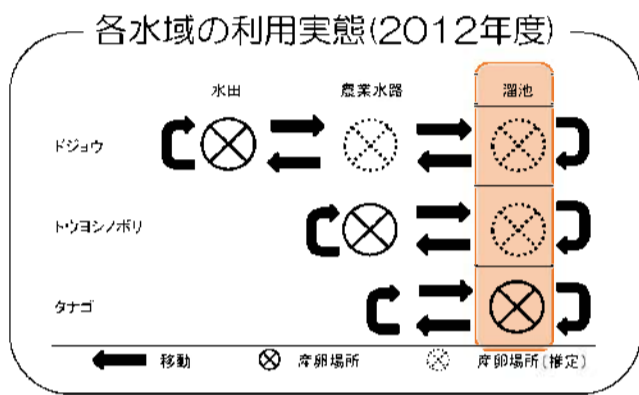 各水域の利用実態(2012年度)
水田 農業水路 溜池
ドジョウ
トウヨシノボリ
タナゴ
移動 産卵場所 産卵場所(推定)